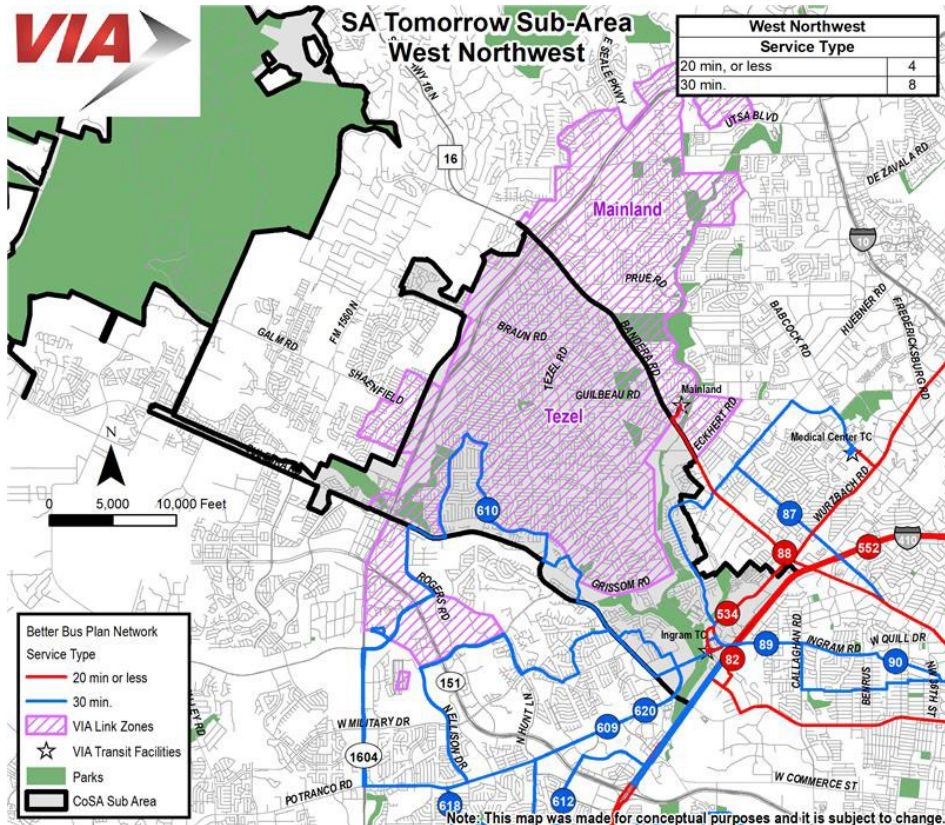 VIA
SA Tomorrow Sub-Area
West Northwest
West Northwest
Service Type
20 min, or less 4
30 min. 8
E SEALE PKWY
HWY 16 N
16
UTSA BLVD
DE ZAVALA RD
10
Mainland
PRUE RD
BABCOCK RD
HUEBNER RD
FREDERICKSBURG RD
FM 1560 N
GALM RD
BRAUN RD
TEZEL RD
BANDERA RD
SHAENFIELD
GUILBEAU RD
Mainland
Tezel
ECKHERT RD
Medical Center TC
N
WURZBACH RD
0 5,000 10,000 Feet
610
87
88
552
410
GRISSOM RD
ROGERS RD
534
Ingram TC
82
89
CALLAGHAN RD
INGRAM RD
W QUILL DR
90
BENRUS
N W 36TH ST
151
N ELLISON DR
N HUNT LN
W MILITARY DR
620
609
1604
POTRANCO RD
618
612
W COMMERCE ST
Better Bus Plan Network
Service Type
20 min or less
30 min.
VIA Link Zones
VIA Transit Facilities
Parks
CoSA Sub Area
Note: This map was made for conceptual purposes and it is subject to change.